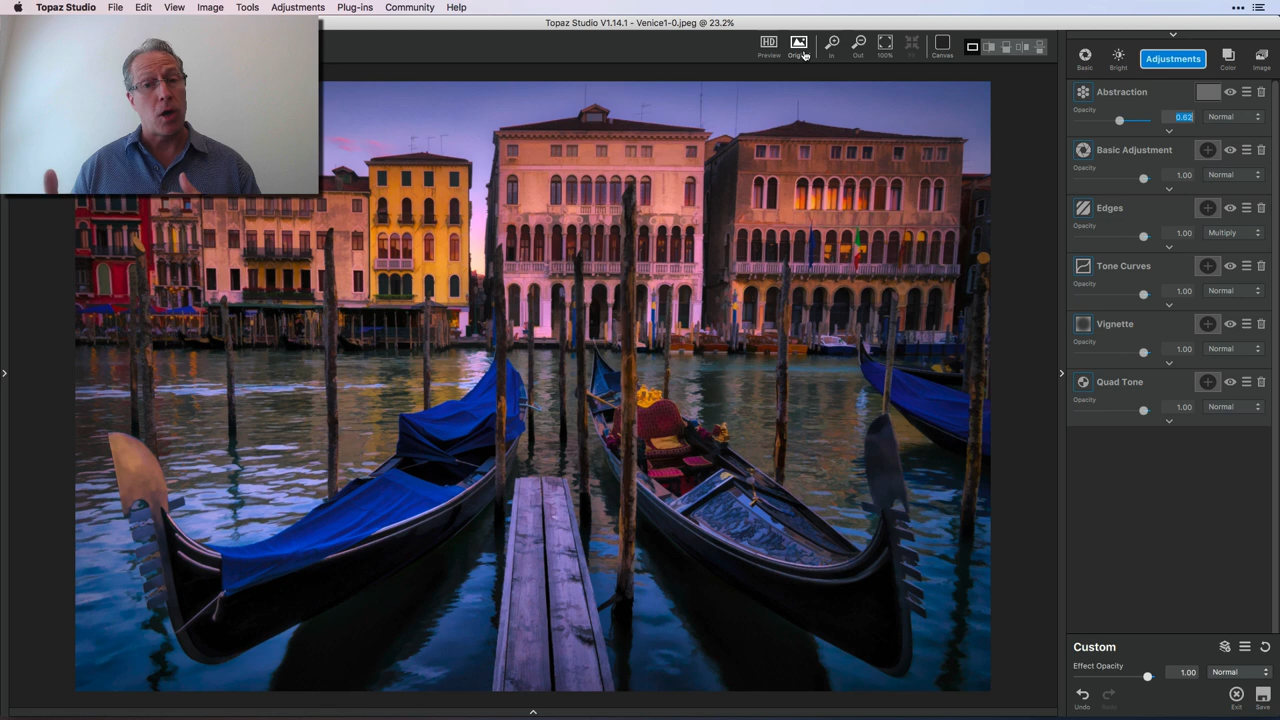 Topaz Studio File Edit View Image Tools Adjustments Plug-ins Community Help
Topaz Studio V1.14.1 - Venice1-0.jpeg @ 23.2%
Preview In Out 100% Canvas
Basic Bright Adjustments Color Image
Abstraction
Opacity
0.62 Normal
Basic Adjustment
Opacity
1.00 Normal
Edges
Opacity
1.00 Multiply
Tone Curves
Opacity
1.00 Normal
Vignette
Opacity
1.00 Normal
Quad Tone
Opacity
1.00 Normal
Custom
Effect Opacity
1.00 Normal
Undo Redo Exit Save